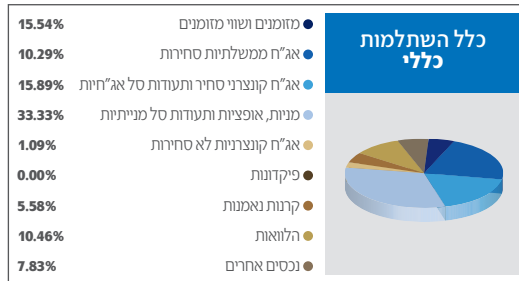 כלל השתלמות
כללי
מזומנים ושווי מזומנים 15.54%
אג"ח ממשלתיות סחירות 10.29%
אג"ח קונצרני סחיר ותעודות סל אג"חיות 15.89%
מניות, אופציות ותעודות סל מנייתיות 33.33%
אג"ח קונצרניות לא סחירות 1.09%
פיקדונות 0.00%
קרנות נאמנות 5.58%
הלוואות 10.46%
נכסים אחרים 7.83%